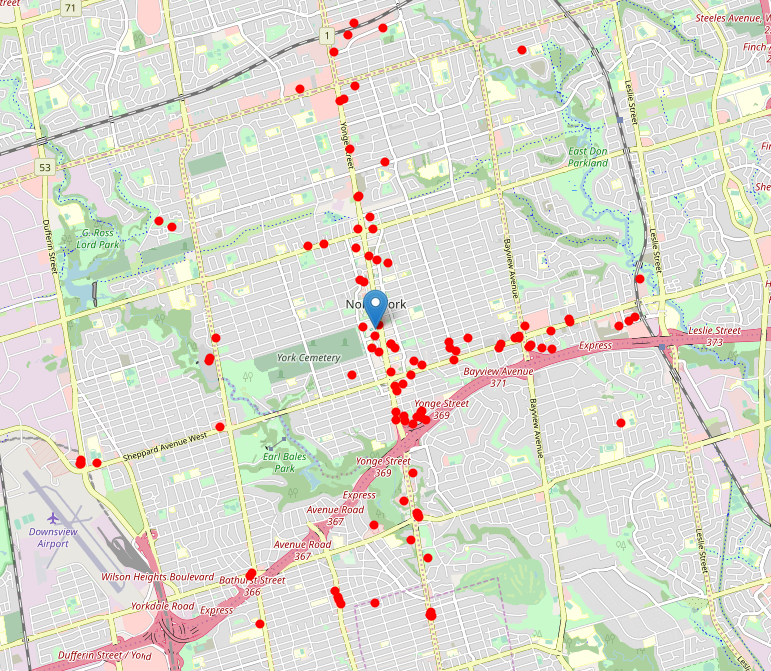 71
1
Steeles Avenue, W
Finch
Leslie Street
Yonge Street
53
East Don
Parkland
Dufferin Street
G. Ross
Lord Park
Bayview Avenue
Leslie Street
York Cemetery
Leslie Street
373
Express
Bayview Avenue
371
Yonge Street
369
Bayview Avenue
Sheppard Avenue West
Earl Bales
Park
Yonge Street
369
Express
Avenue Road
367
Downsview
Airport
Avenue Road
367
Leslie Street
Wilson Heights Boulevard
Bathurst Street
366
Yorkdale Road
Express
Dufferin Street / York